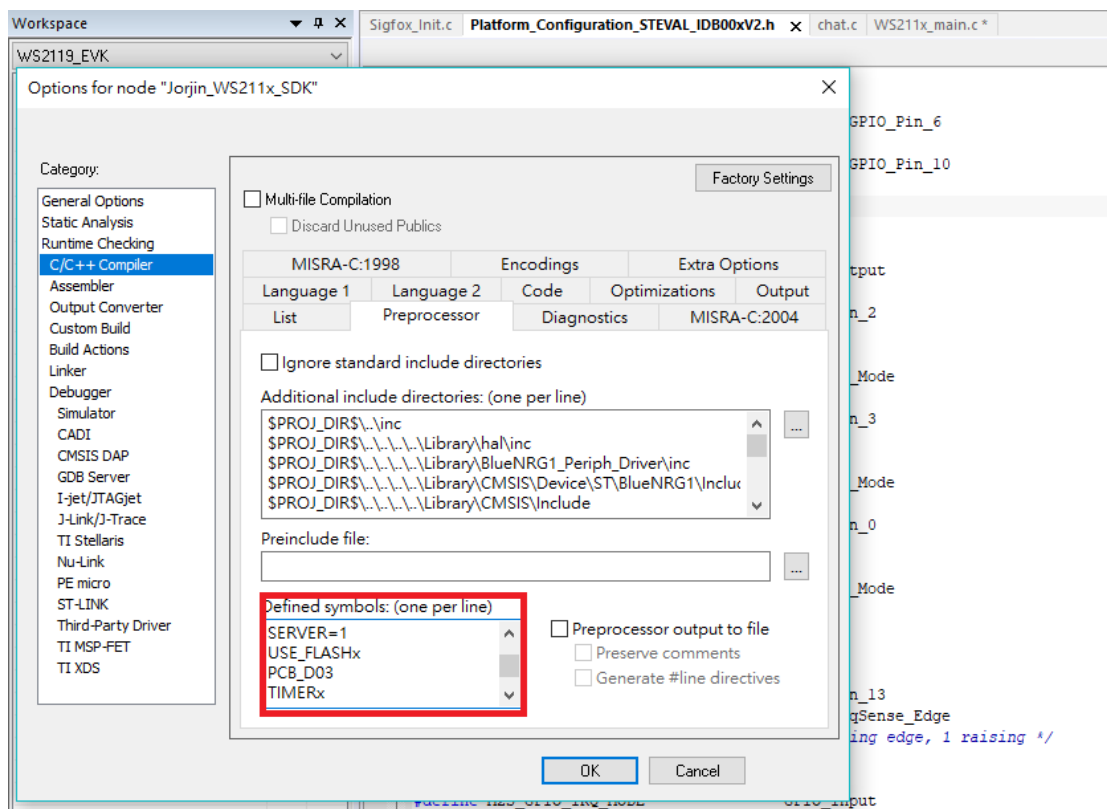 Workspace
Sigfox_Init.c Platform_Configuration_STEVAL_IDB00xV2.h chat.c WS211x_main.c *
WS2119_EVK
Options for node "Jorjin_WS211x_SDK"
Category:
General Options
Static Analysis
Runtime Checking
C/C++ Compiler
Assembler
Output Converter
Custom Build
Build Actions
Linker
Debugger
Simulator
CADI
CMSIS DAP
GDB Server
I-jet/JTAGjet
J-Link/J-Trace
TI Stellaris
Nu-Link
PE micro
ST-LINK
Third-Party Driver
TI MSP-FET
TI XDS
Factory Settings
Multi-file Compilation
Discard Unused Publics
MISRA-C:1998 Encodings Extra Options
Language 1 Language 2 Code Optimizations Output
List Preprocessor Diagnostics MISRA-C:2004
Ignore standard include directories
Additional include directories: (one per line)
$PROJ_DIR$\..\inc
$PROJ_DIR$\..\..\..\..\Library\hal\inc
$PROJ_DIR$\..\..\..\..\Library\BlueNRG1_Periph_Driver\inc
$PROJ_DIR$\..\..\..\..\Library\CMSIS\Device\ST\BlueNRG1\Includ
$PROJ_DIR$\..\..\..\..\Library\CMSIS\Include
...
Preinclude file:
...
Defined symbols: (one per line)
SERVER=1
USE_FLASHx
PCB_D03
TIMERx
Preprocessor output to file
Preserve comments
Generate #line directives
OK Cancel
GPIO_Pin_6
GPIO_Pin_10
tput
n_2
_Mode
n_3
_Mode
n_0
_Mode
n_13
qSense_Edge
ing edge, 1 raising */